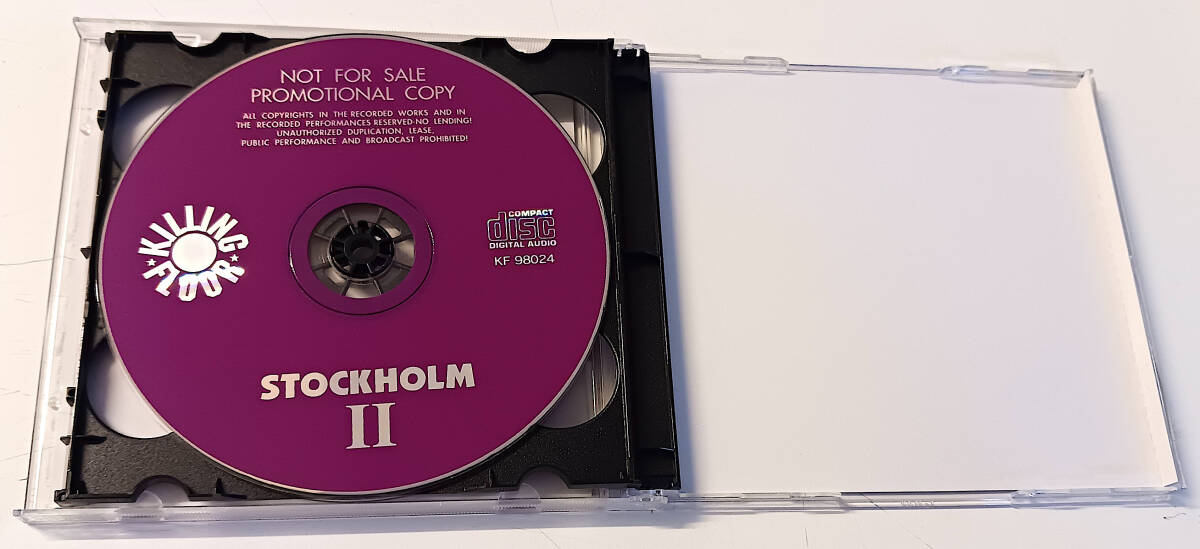 NOT FOR SALE
PROMOTIONAL COPY
ALL COPYRIGHTS IN THE RECORDED WORKS AND IN
THE RECORDED PERFORMANCES RESERVED-NO LENDING!
UNAUTHORIZED DUPLICATION, LEASE,
PUBLIC PERFORMANCE AND BROADCAST PROHIBITED!
KILLING
FLOOR
COMPACT
disc
DIGITAL AUDIO
KF 98024
STOCKHOLM
II